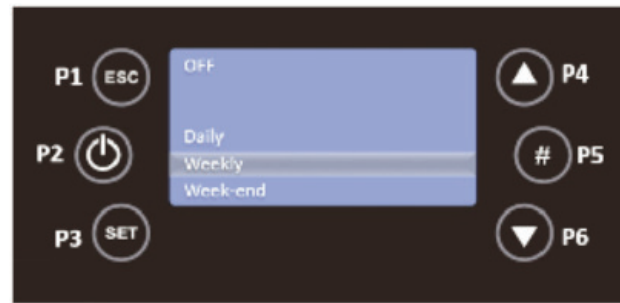 P1 ESC
OFF
P4
P2
Daily
Weekly
# P5
Week-end
P3 SET
P6